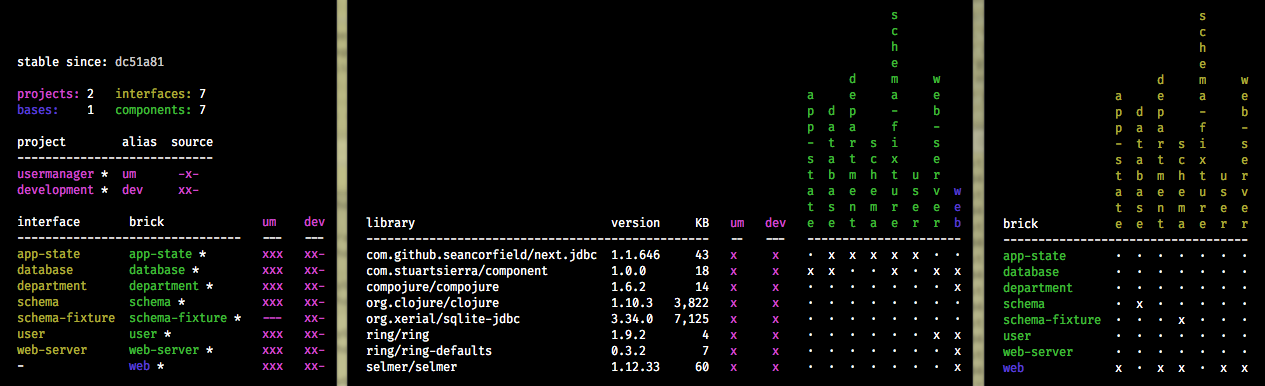 stable since: dc51a81
projects: 2 interfaces: 7
bases: 1 components: 7
project alias source
----------------------------
usermanager * um -x-
development * dev xx-
interface brick um dev
-------------------------------- --- ---
app-state app-state * xxx xx-
database database * xxx xx-
department department * xxx xx-
schema schema * xxx xx-
schema-fixture schema-fixture * --- xx-
user user * xxx xx-
web-server web-server * xxx xx-
- web * xxx xx-
app-state
database
department
schema
schema-fixture
user
web-server
web
library version KB um dev
------------------------------------------------- -- --- ----------------------
com.github.seancorfield/next.jdbc 1.1.646 43 x x · x x x x x · ·
com.stuartsierra/component 1.0.0 18 x x x x · · x · x x
compojure/compojure 1.6.2 14 x x · · · · · · · x
org.clojure/clojure 1.10.3 3,822 x x · · · · · · · ·
org.xerial/sqlite-jdbc 3.34.0 7,125 x x · · · · · · · ·
ring/ring 1.9.2 4 x x · · · · · · x x
ring/ring-defaults 0.3.2 7 x x · · · · · · · x
selmer/selmer 1.12.33 60 x x · · · · · · · x
app-state
database
department
schema
schema-fixture
user
web-server
brick
-----------------------------------
app-state · · · · · · ·
database · · · · · · ·
department · · · · · · ·
schema · x · · · · ·
schema-fixture · · · x · · ·
user · · · · · · ·
web-server · · · · · · ·
web x · x x · x x